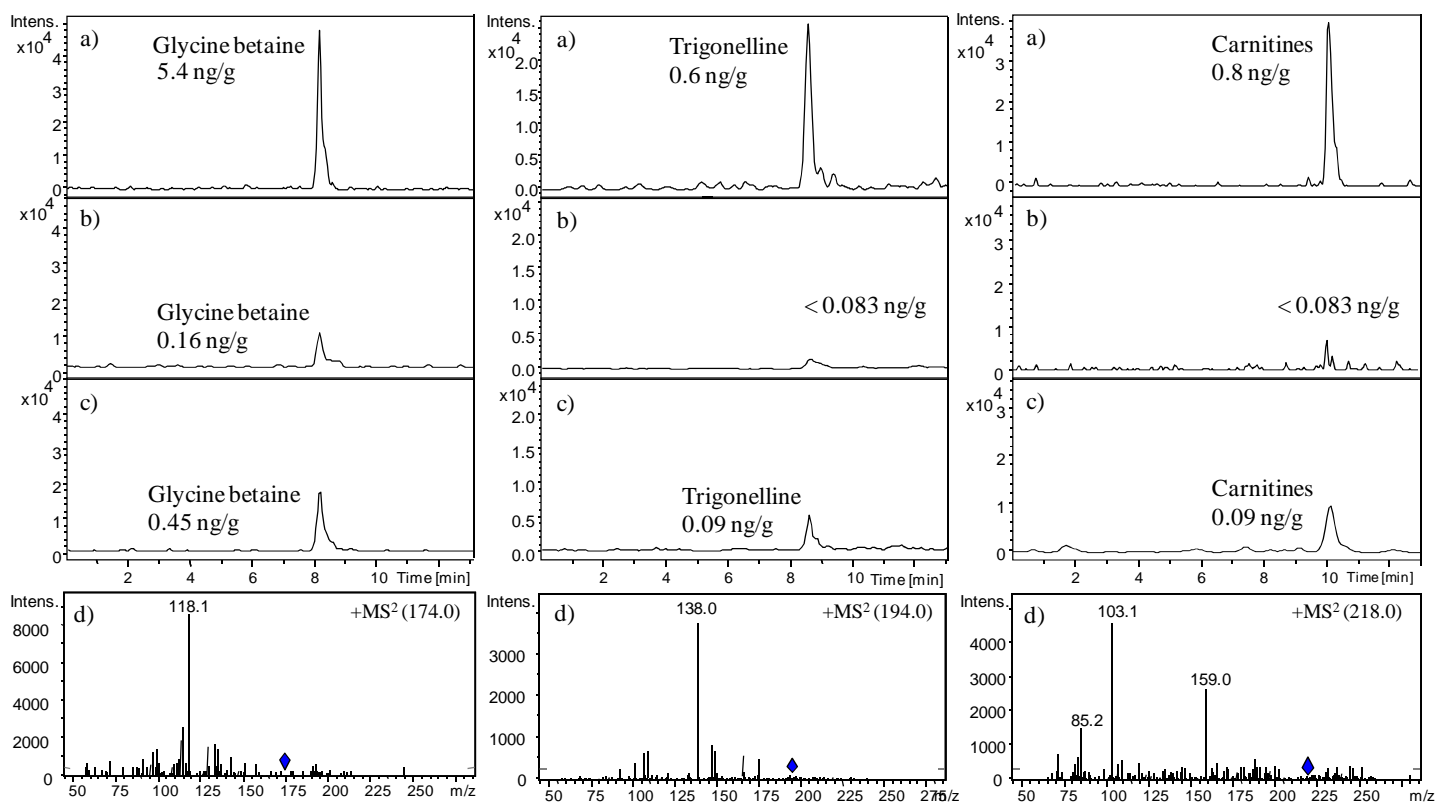 Intens.
x10^4
4
3
2
1
0
a)
Glycine betaine
5.4 ng/g
x10^4
4
3
2
1
0
b)
Glycine betaine
0.16 ng/g
x10^4
4
3
2
1
0
c)
Glycine betaine
0.45 ng/g
2 4 6 8 10 Time [min]
Intens.
8000
6000
4000
2000
0
d)
118.1
+MS² (174.0)
50 75 100 125 150 175 200 225 250 m/z
Intens.
x10^4
2.0
1.5
1.0
0.5
0.0
a)
Trigonelline
0.6 ng/g
x10^4
2.0
1.5
1.0
0.5
0.0
b)
< 0.083 ng/g
x10^4
2.0
1.5
1.0
0.5
0.0
c)
Trigonelline
0.09 ng/g
2 4 6 8 10 Time [min]
Intens.
3000
2000
1000
0
d)
138.0
+MS² (194.0)
50 75 100 125 150 175 200 225 250
Intens.
x10^4
3
2
1
0
a)
Carnitines
0.8 ng/g
x10^4
3
2
1
0
b)
< 0.083 ng/g
x10^4
3
2
1
0
c)
Carnitines
0.09 ng/g
2 4 6 8 10 Time [min]
Intens.
4000
3000
2000
1000
0
d)
103.1
159.0
85.2
+MS² (218.0)
50 75 100 125 150 175 200 225 250 m/z